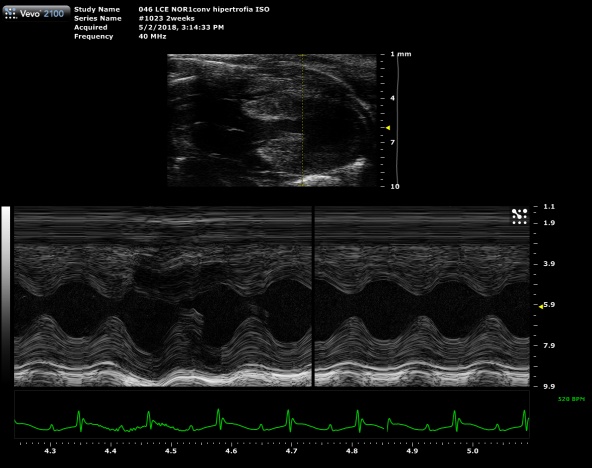 Vevo 2100
Study Name 046 LCE NOR1conv hipertrofia ISO
Series Name #1023 2weeks
Acquired 5/2/2018, 3:14:33 PM
Frequency 40 MHz
1 mm
4
7
10
1.1
1.9
3.9
5.9
7.9
9.9
520 BPM
4.3 4.4 4.5 4.6 4.7 4.8 4.9 5.0